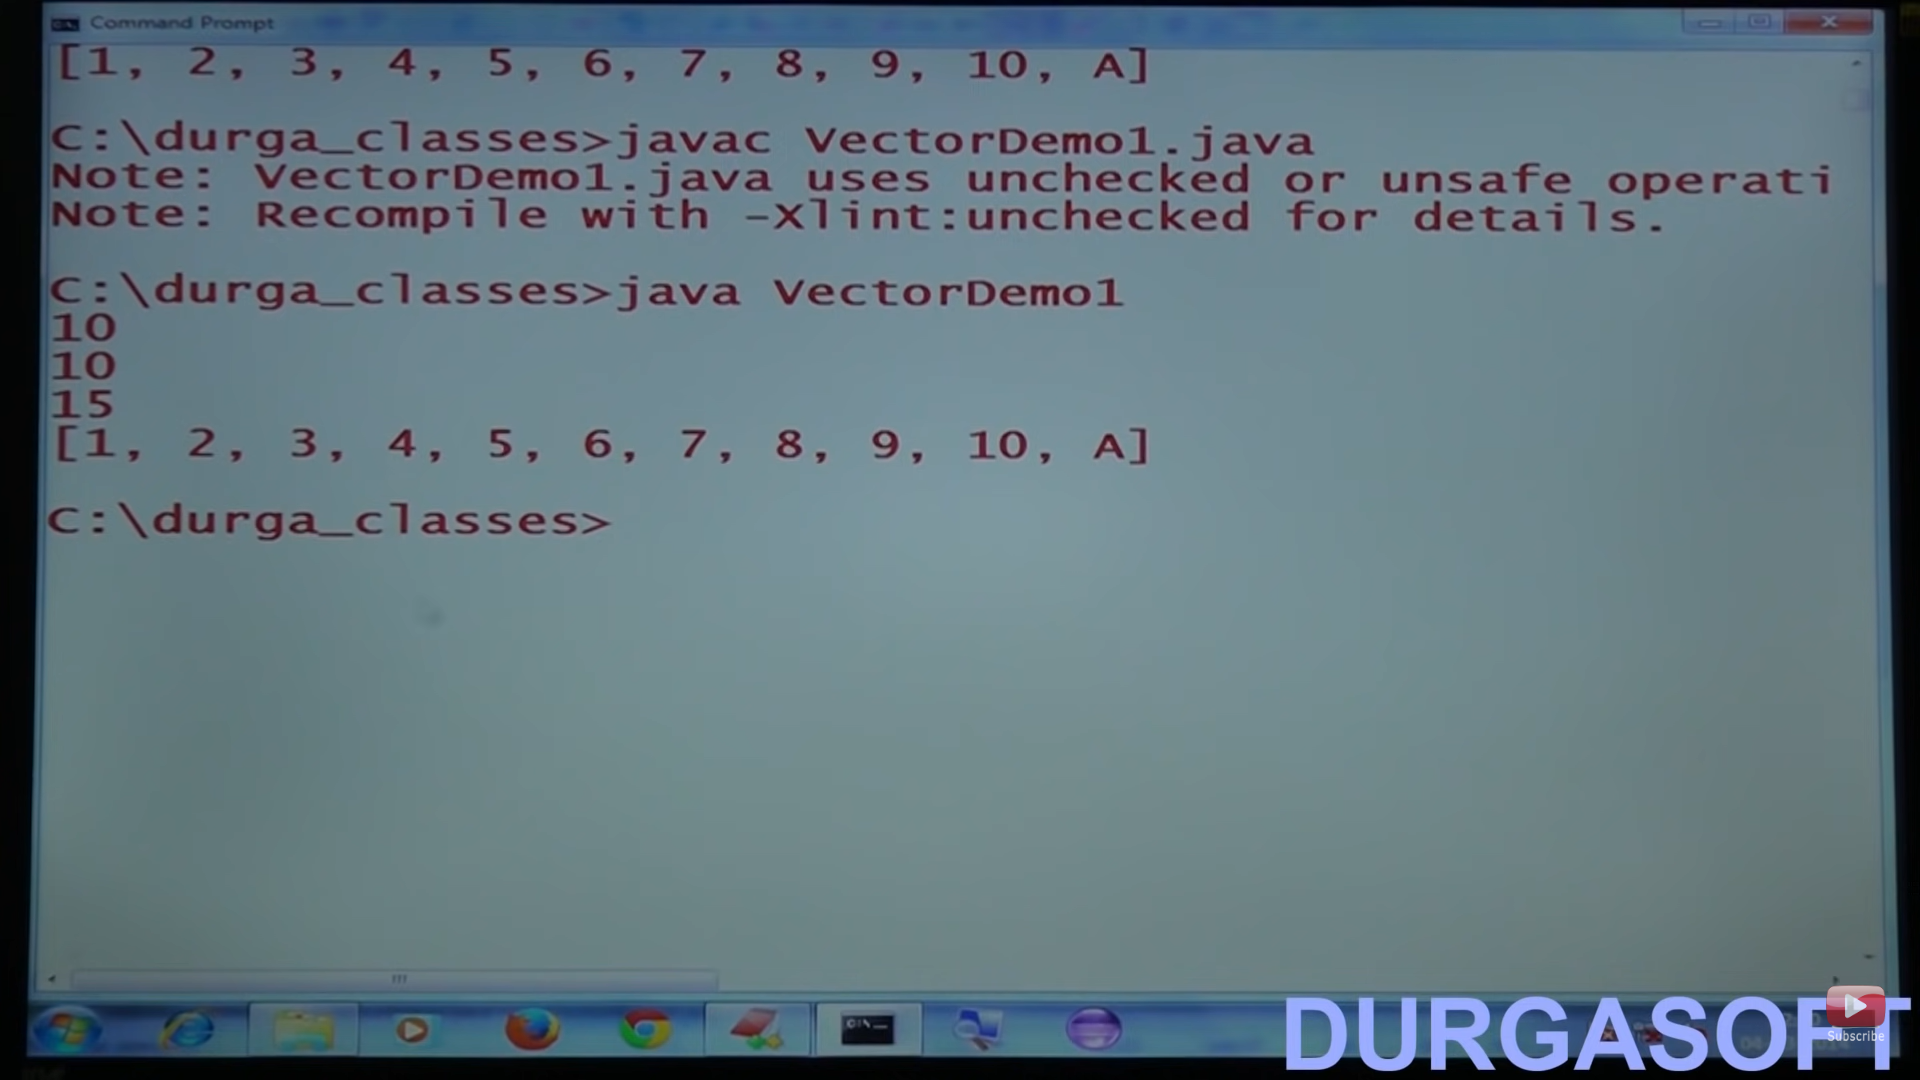 Command Prompt
[1, 2, 3, 4, 5, 6, 7, 8, 9, 10, A]
C:\durga_classes>javac VectorDemo1.java
Note: VectorDemo1.java uses unchecked or unsafe operati
Note: Recompile with -Xlint:unchecked for details.
C:\durga_classes>java VectorDemo1
10
10
15
[1, 2, 3, 4, 5, 6, 7, 8, 9, 10, A]
C:\durga_classes>
DURGASOFT
Subscribe